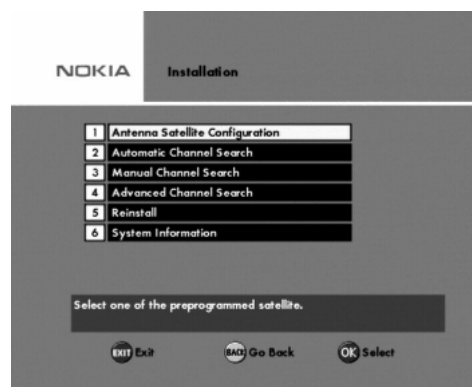 NOKIA Installation
1 Antenna Satellite Configuration
2 Automatic Channel Search
3 Manual Channel Search
4 Advanced Channel Search
5 Reinstall
6 System Information
Select one of the preprogrammed satellite.
EXIT Exit BACK Go Back OK Select